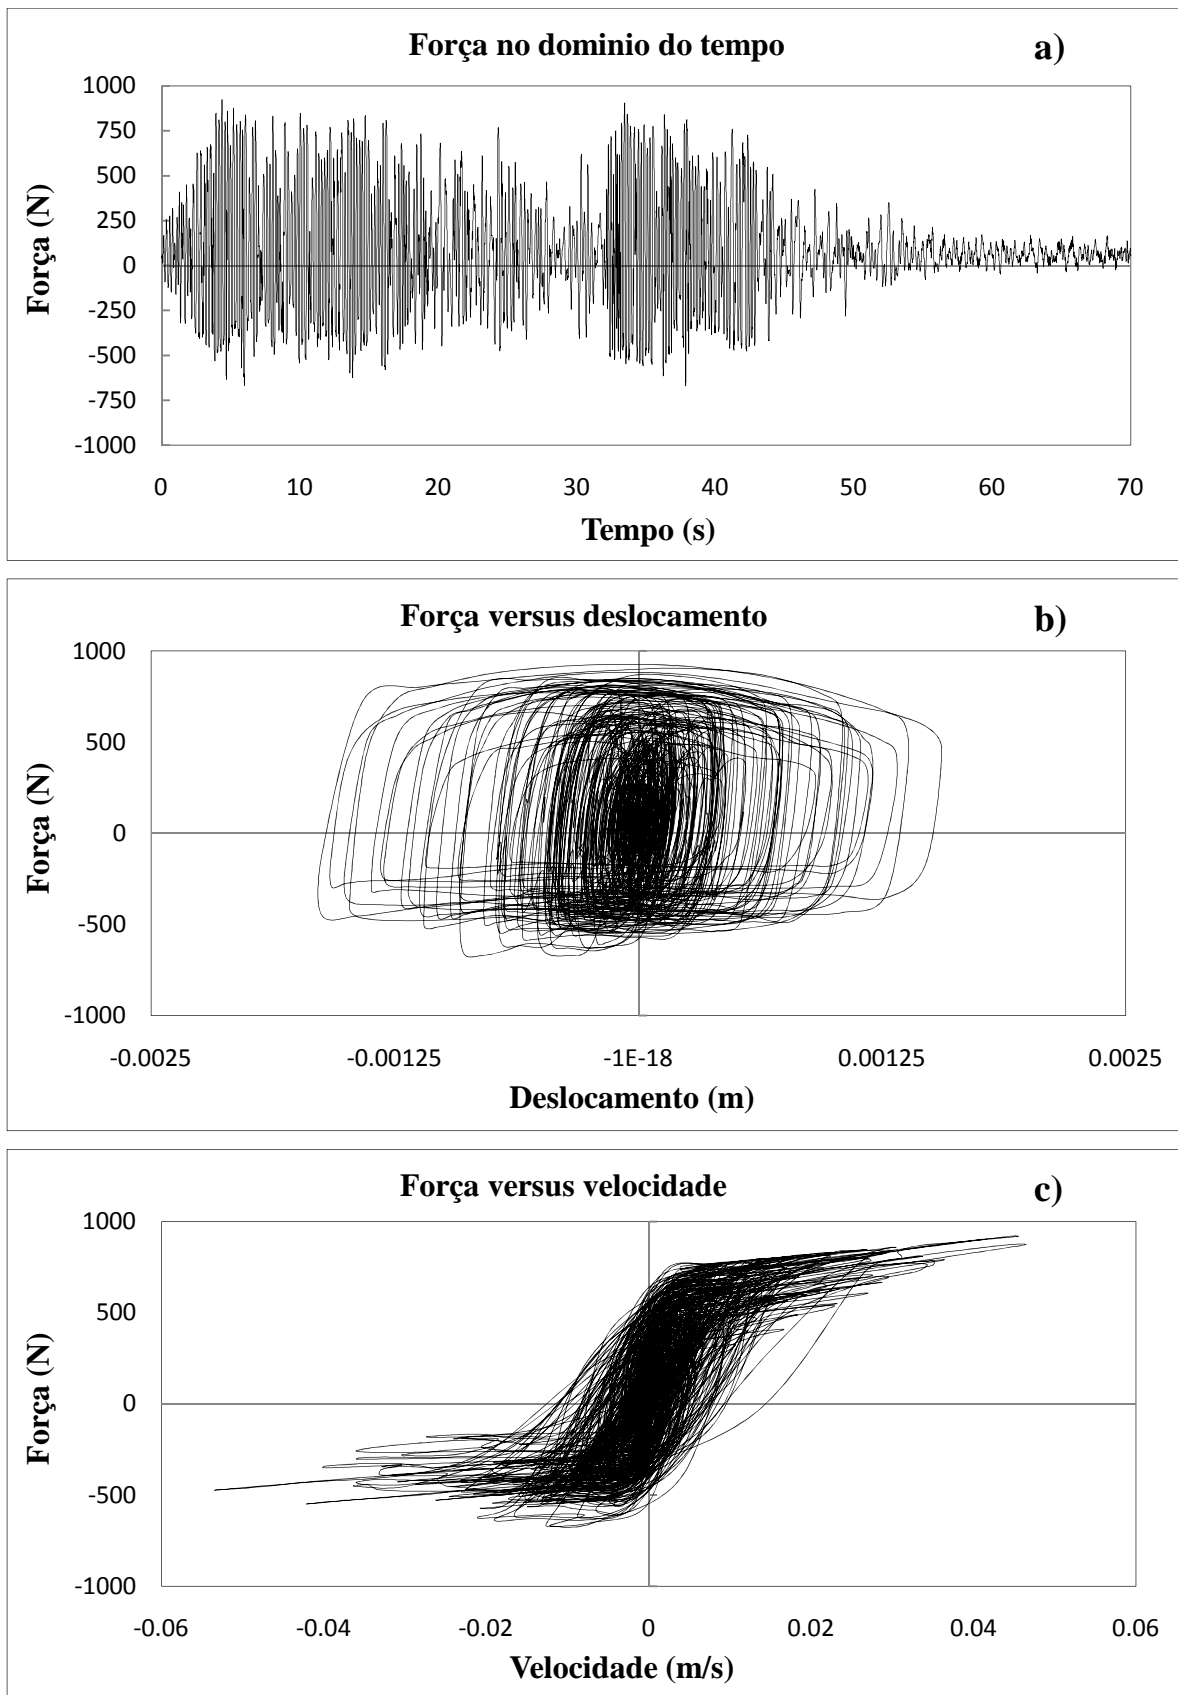 Força no dominio do tempo
a)
1000
750
500
250
0
-250
-500
-750
-1000
Força (N)
0 10 20 30 40 50 60 70
Tempo (s)
Força versus deslocamento
b)
1000
500
0
-500
-1000
Força (N)
-0.0025 -0.00125 -1E-18 0.00125 0.0025
Deslocamento (m)
Força versus velocidade
c)
1000
500
0
-500
-1000
Força (N)
-0.06 -0.04 -0.02 0 0.02 0.04 0.06
Velocidade (m/s)